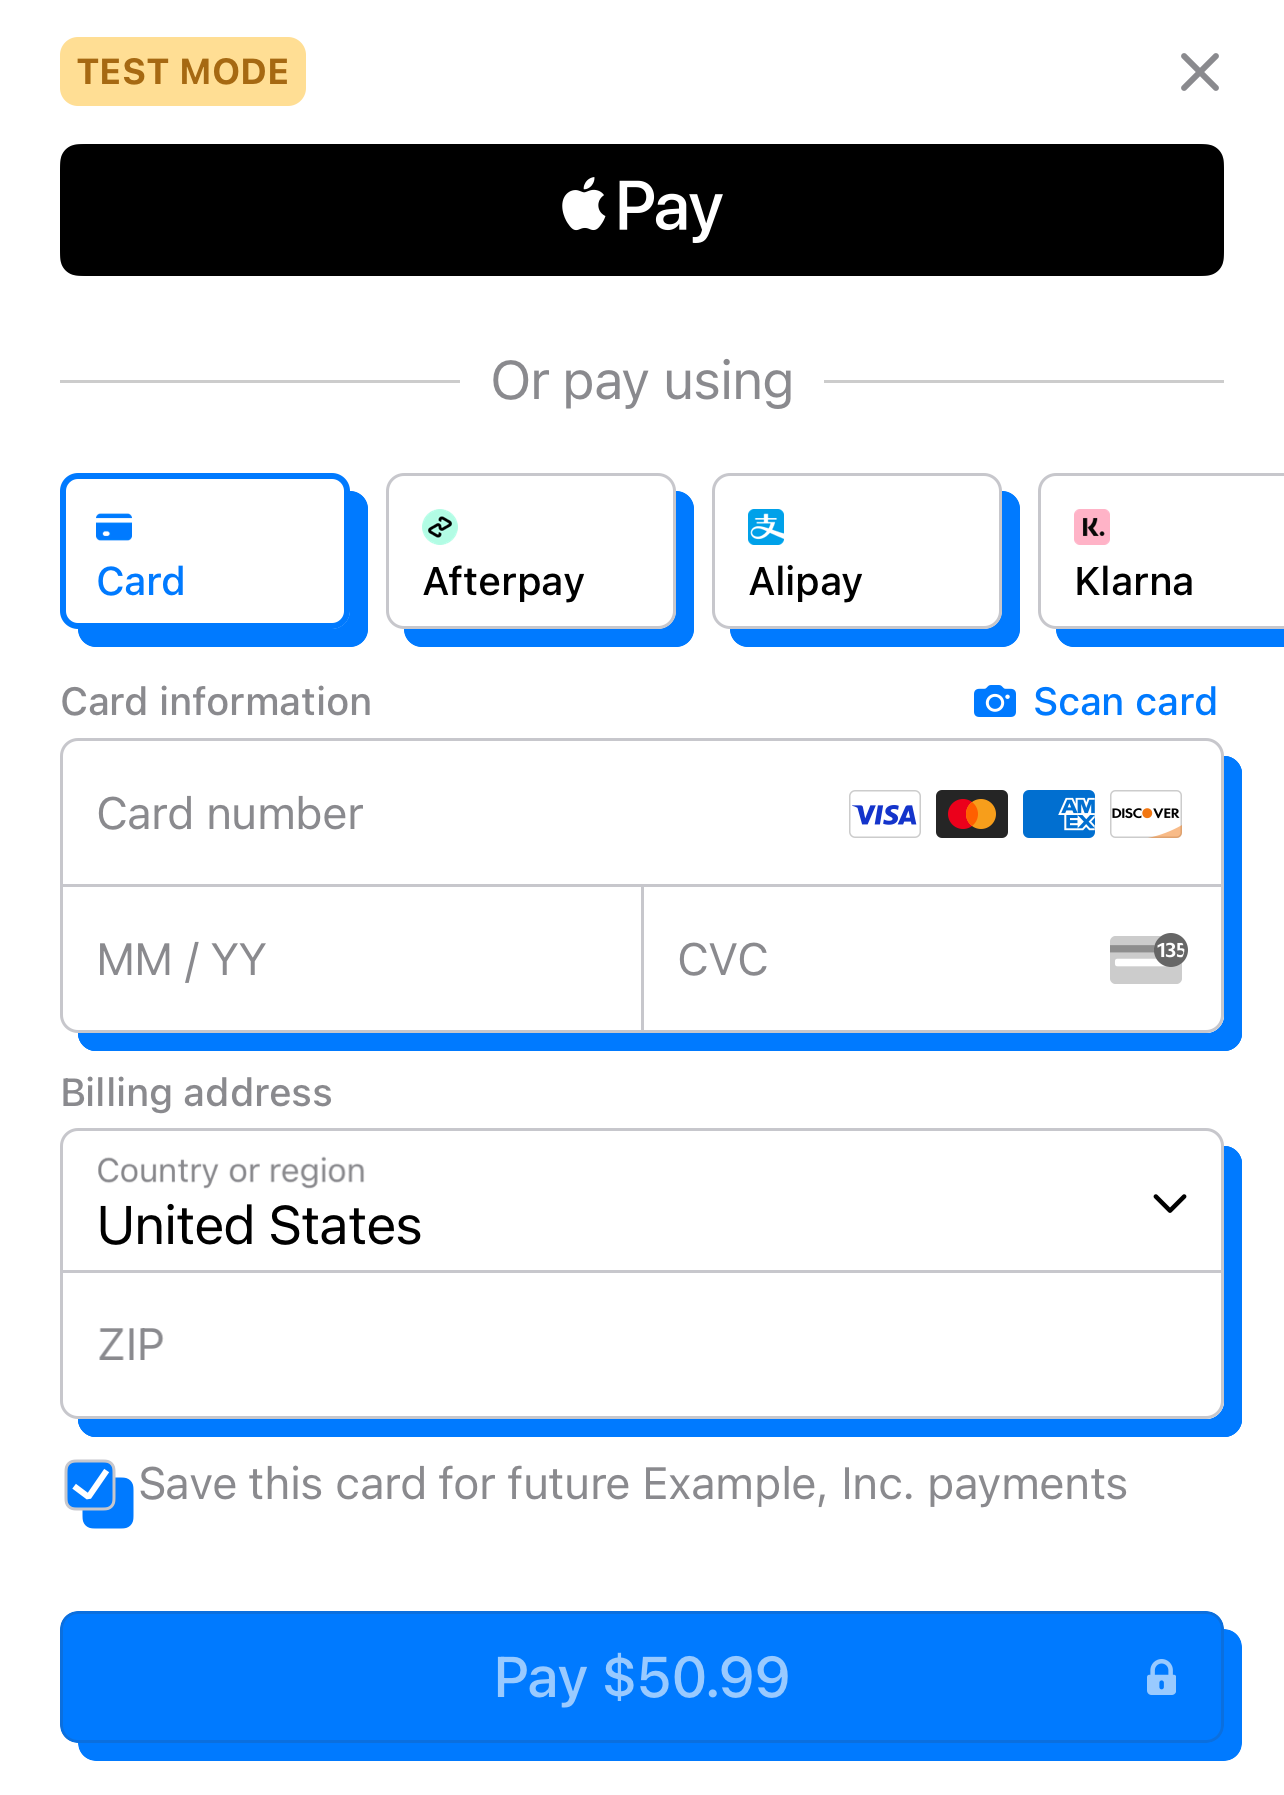 TEST MODE
Pay
Or pay using
Card
Afterpay
支
Alipay
K.
Klarna
Card information
Scan card
Card number
VISA
AM
EX
DISCOVER
MM / YY
CVC
135
Billing address
Country or region
United States
ZIP
Save this card for future Example, Inc. payments
Pay $50.99